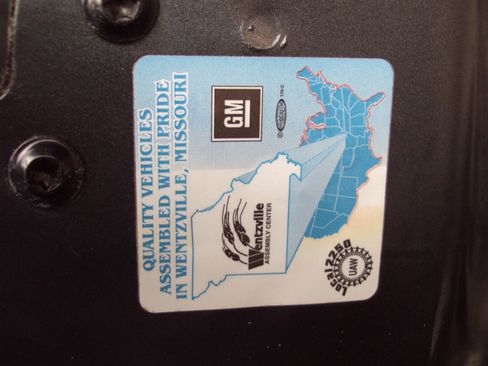 QUALITY VEHICLES
ASSEMBLED WITH PRIDE
IN WENTZVILLE, MISSOURI
GM
Wentzville
ASSEMBLY CENTER
Local 2250
UAW